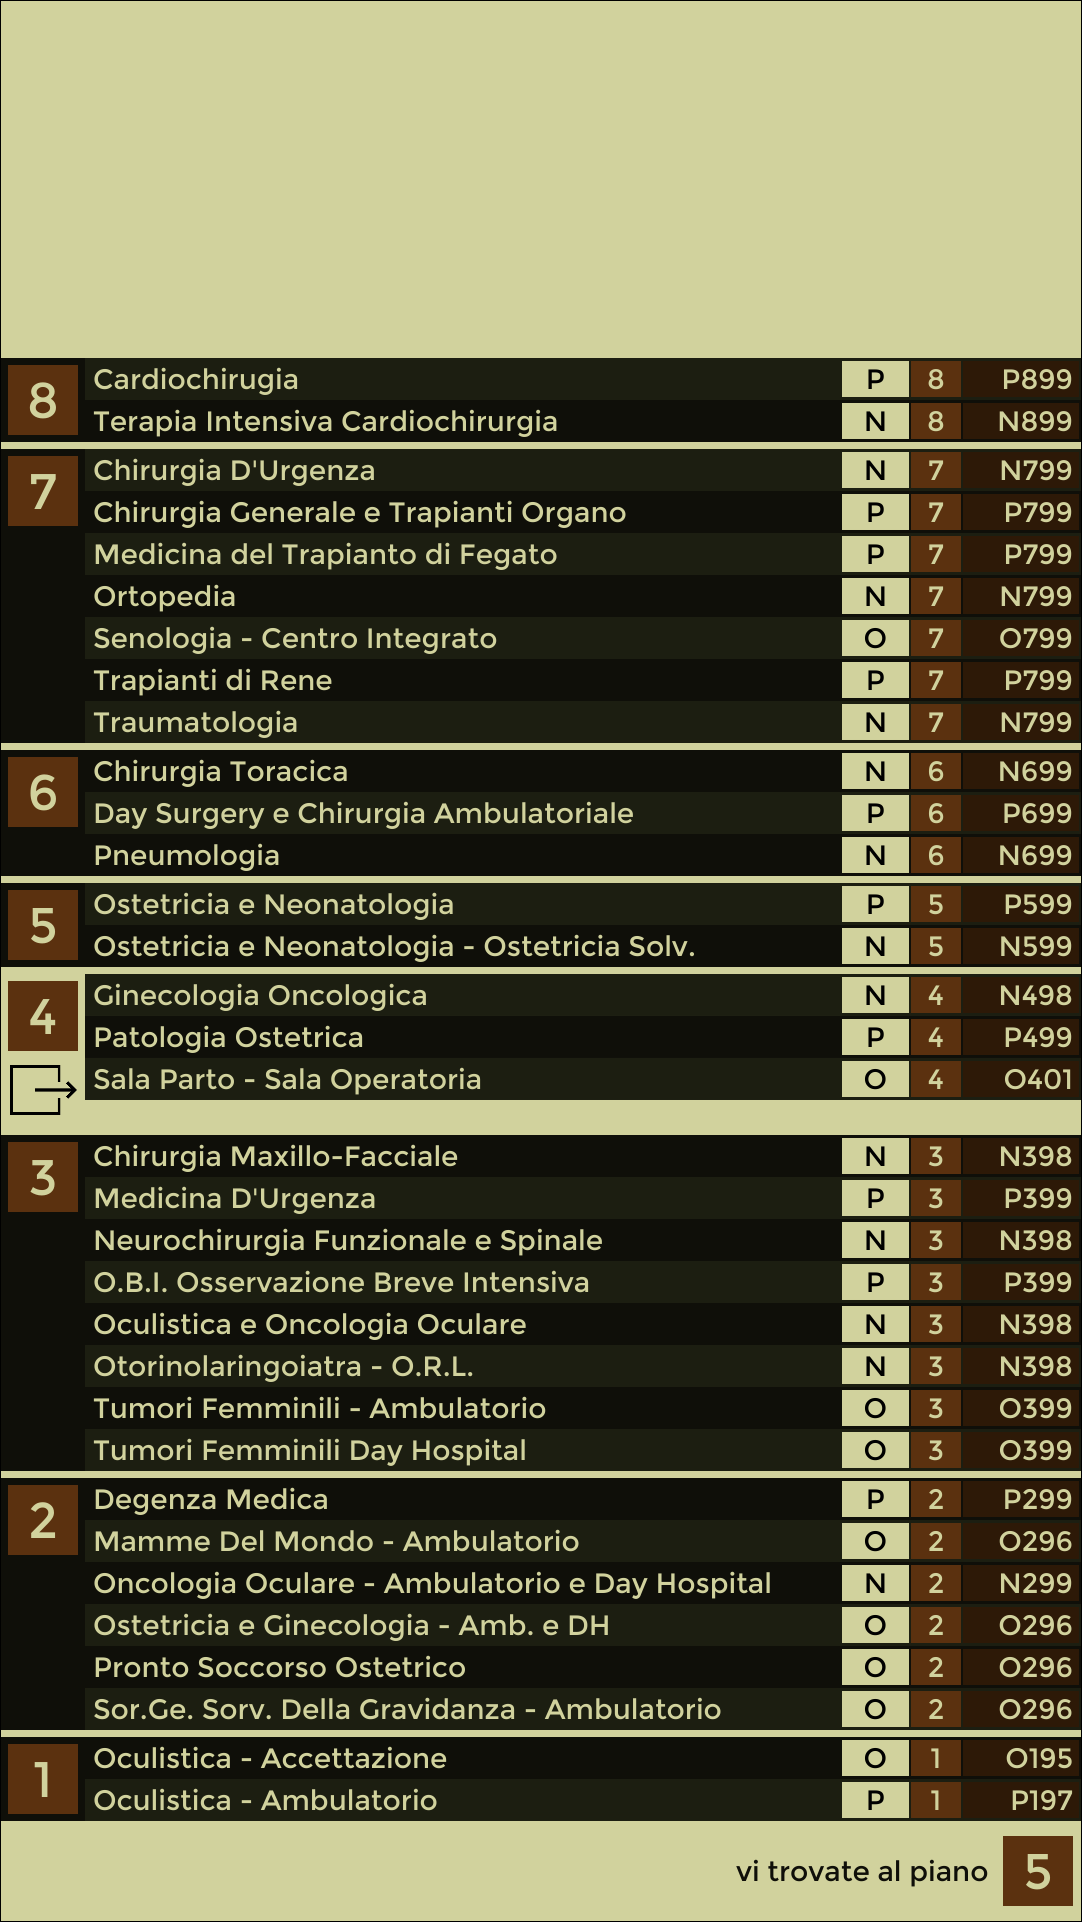 8 Cardiochirugia P 8 P899
Terapia Intensiva Cardiochirurgia N 8 N899
7 Chirurgia D'Urgenza N 7 N799
Chirurgia Generale e Trapianti Organo P 7 P799
Medicina del Trapianto di Fegato P 7 P799
Ortopedia N 7 N799
Senologia - Centro Integrato O 7 O799
Trapianti di Rene P 7 P799
Traumatologia N 7 N799
6 Chirurgia Toracica N 6 N699
Day Surgery e Chirurgia Ambulatoriale P 6 P699
Pneumologia N 6 N699
5 Ostetricia e Neonatologia P 5 P599
Ostetricia e Neonatologia - Ostetricia Solv. N 5 N599
4 Ginecologia Oncologica N 4 N498
Patologia Ostetrica P 4 P499
Sala Parto - Sala Operatoria O 4 O401
3 Chirurgia Maxillo-Facciale N 3 N398
Medicina D'Urgenza P 3 P399
Neurochirurgia Funzionale e Spinale N 3 N398
O.B.I. Osservazione Breve Intensiva P 3 P399
Oculistica e Oncologia Oculare N 3 N398
Otorinolaringoiatra - O.R.L. N 3 N398
Tumori Femminili - Ambulatorio O 3 O399
Tumori Femminili Day Hospital O 3 O399
2 Degenza Medica P 2 P299
Mamme Del Mondo - Ambulatorio O 2 O296
Oncologia Oculare - Ambulatorio e Day Hospital N 2 N299
Ostetricia e Ginecologia - Amb. e DH O 2 O296
Pronto Soccorso Ostetrico O 2 O296
Sor.Ge. Sorv. Della Gravidanza - Ambulatorio O 2 O296
1 Oculistica - Accettazione O 1 O195
Oculistica - Ambulatorio P 1 P197
vi trovate al piano 5